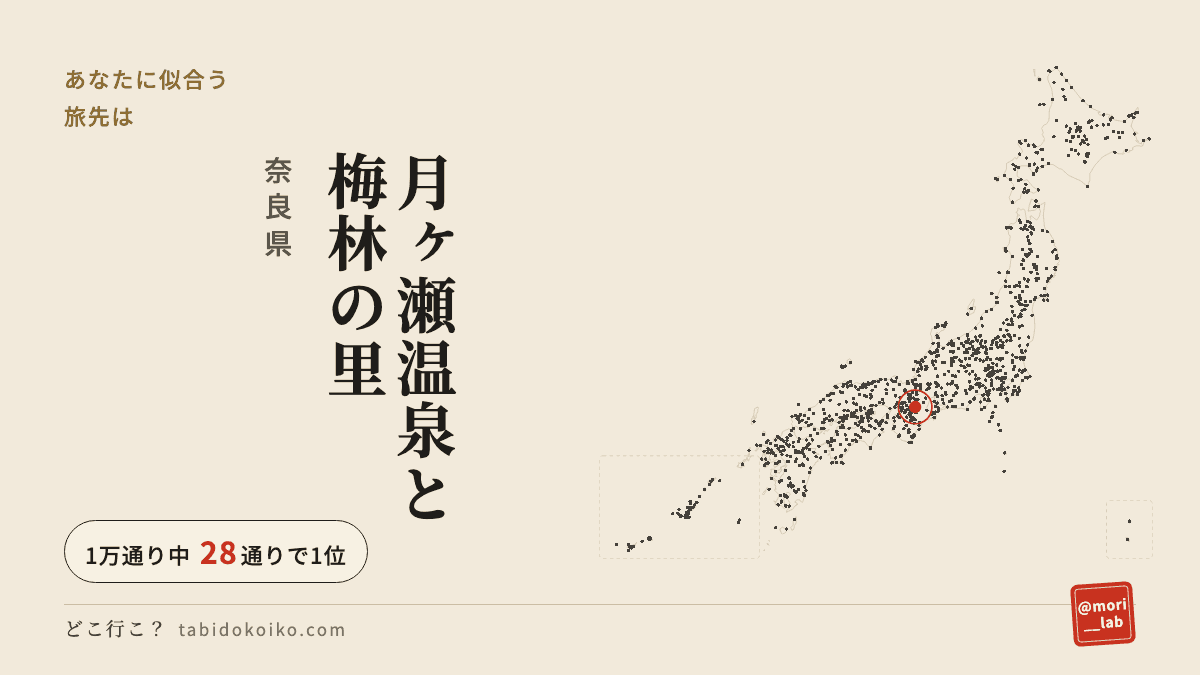 あなたに似合う
旅先は
月ヶ瀬温泉と
梅林の里
奈良県
1万通り中 28通りで1位
どこ行こ？ tabidokoiko.com
@mori
__lab